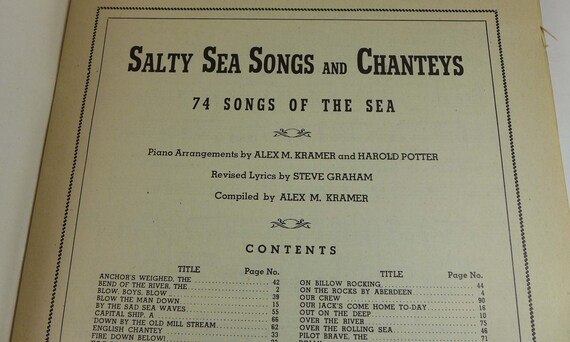 SALTY SEA SONGS AND CHANTEYS
74 SONGS OF THE SEA
Piano Arrangements by ALEX M. KRAMER and HAROLD POTTER
Revised Lyrics by STEVE GRAHAM
Compiled by ALEX M. KRAMER
CONTENTS
TITLE Page No.
ANCHOR'S WEIGHED, THE 42
BEND OF THE RIVER, THE 2
BLOW, BOYS, BLOW 39
BLOW THE MAN DOWN 15
BY THE SAD SEA WAVES 55
CAPITAL SHIP, A 66
DOWN BY THE OLD MILL STREAM 62
ENGLISH CHANTEY 33
FIRE DOWN BELOW!
TITLE Page No.
ON BILLOW ROCKING 44
ON THE ROCKS BY ABERDEEN 4
OUR CREW 90
OUR JACK'S COME HOME TO-DAY 18
OUT ON THE DEEP 10
OVER THE RIVER 75
OVER THE ROLLING SEA 46
PILOT BRAVE, THE 71